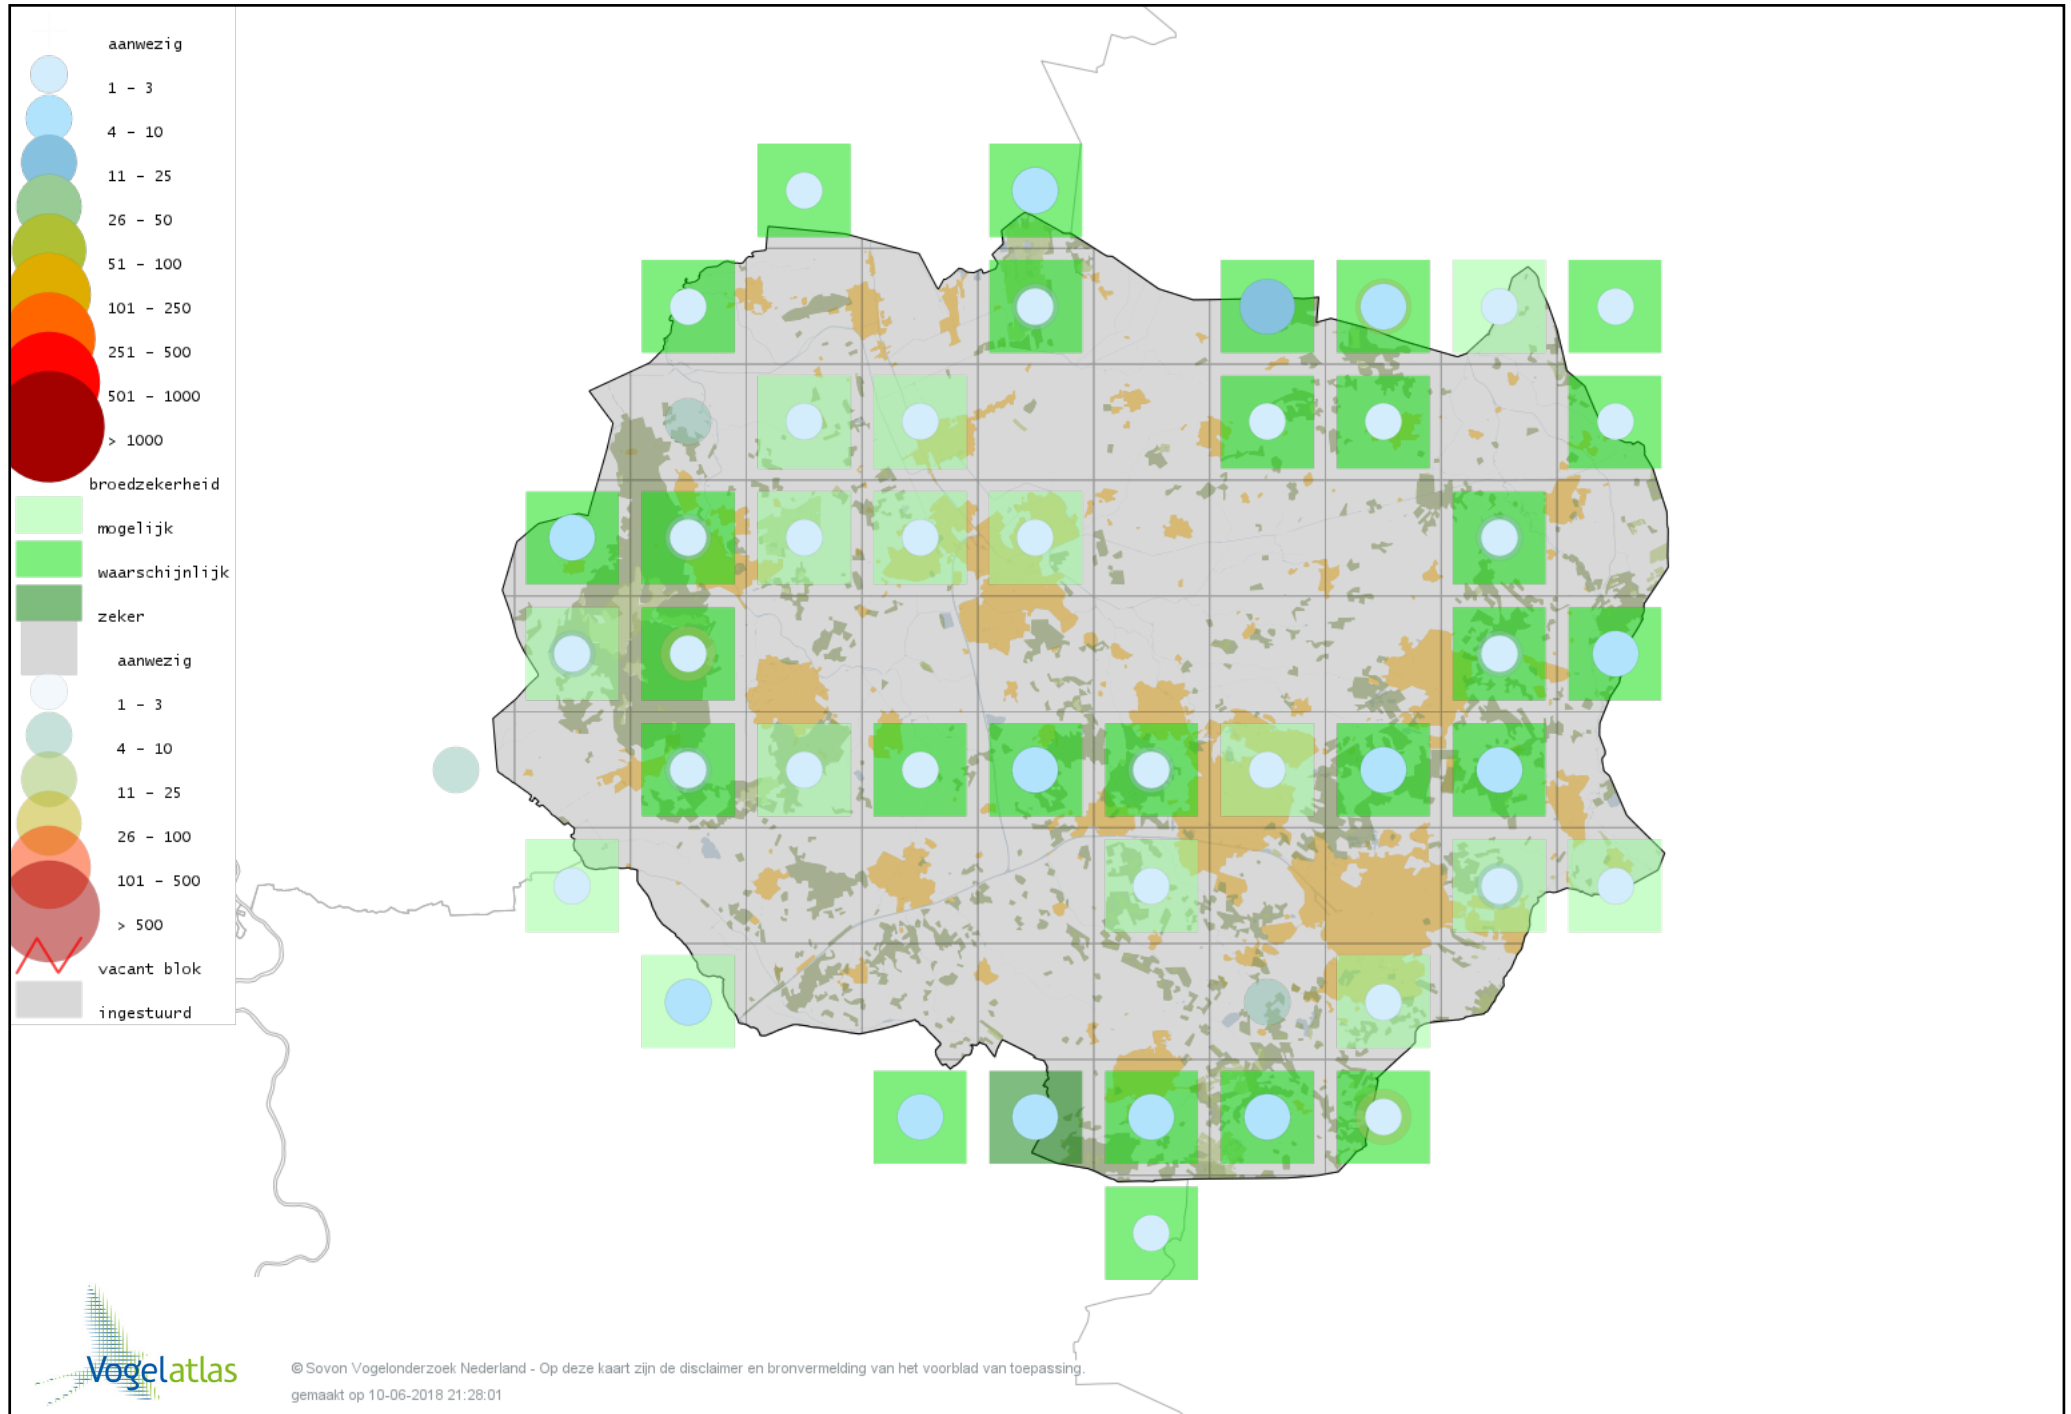 aanwezig
1 - 3
4 - 10
11 - 25
26 - 50
51 - 100
101 - 250
251 - 500
501 - 1000
> 1000
broedzekerheid
mogelijk
waarschijnlijk
zeker
aanwezig
1 - 3
4 - 10
11 - 25
26 - 100
101 - 500
> 500
vacant blok
ingestuurd
Vogelatlas
© Sovon Vogelonderzoek Nederland - Op deze kaart zijn de disclaimer en bronvermelding van het voorblad van toepassing.
gemaakt op 10-06-2018 21:28:01